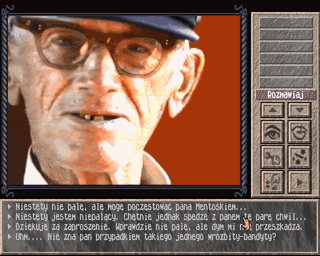 Rozmawiaj
Niestety nie palę, ale mogę poczęstować pana Mentoskiem...
Niestety jestem niepalący. Chętnie jednak spędzę z panem tę parę chwil...
Dziękuję za zaproszenie. Wprawdzie nie palę, ale dym mi nie przeszkadza.
Uhm.... Nie zna pan przypadkiem takiego jednego wróżbity-bandyty?